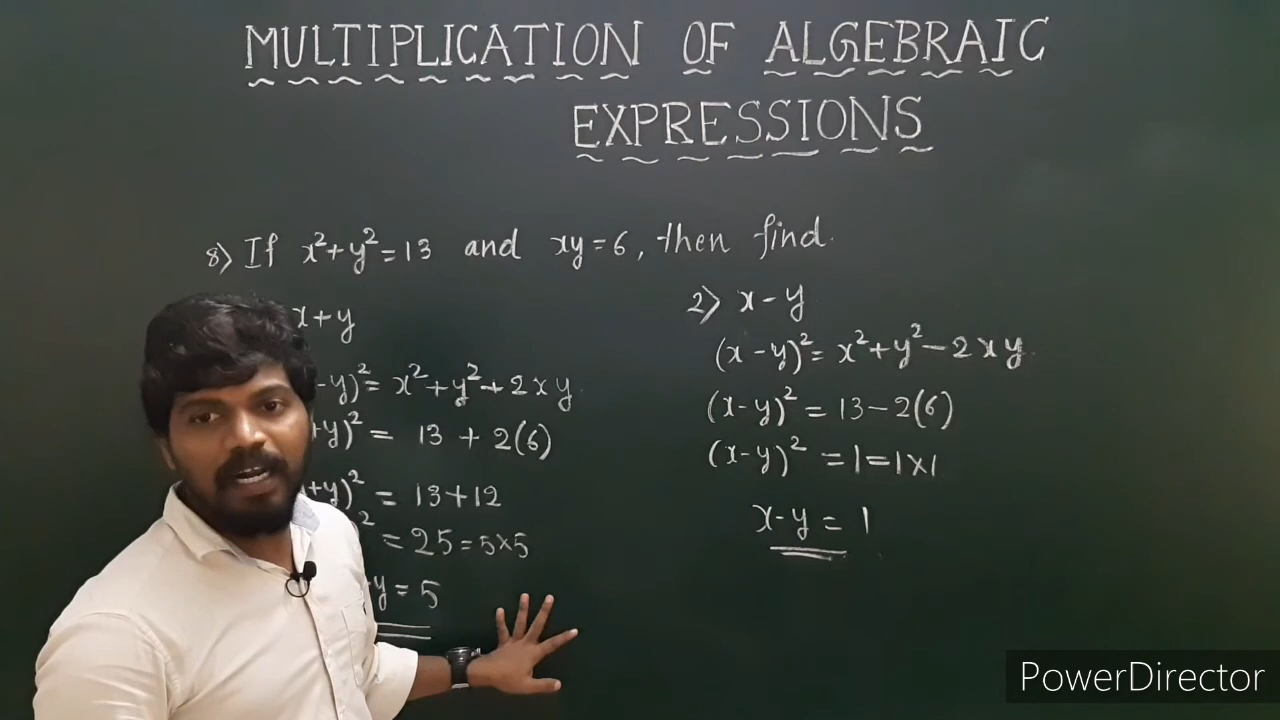 MULTIPLICATION OF ALGEBRAIC
EXPRESSIONS
8) If x²+y²=13 and xy=6, then find.
x+y
-y)²= x²+y²+2xy
+y)² = 13 + 2(6)
+y)² = 13+12
² = 25 = 5×5
y = 5
2) x-y
(x-y)²= x²+y²-2xy
(x-y)² = 13-2(6)
(x-y)² = 1=1×1
x-y = 1
PowerDirector